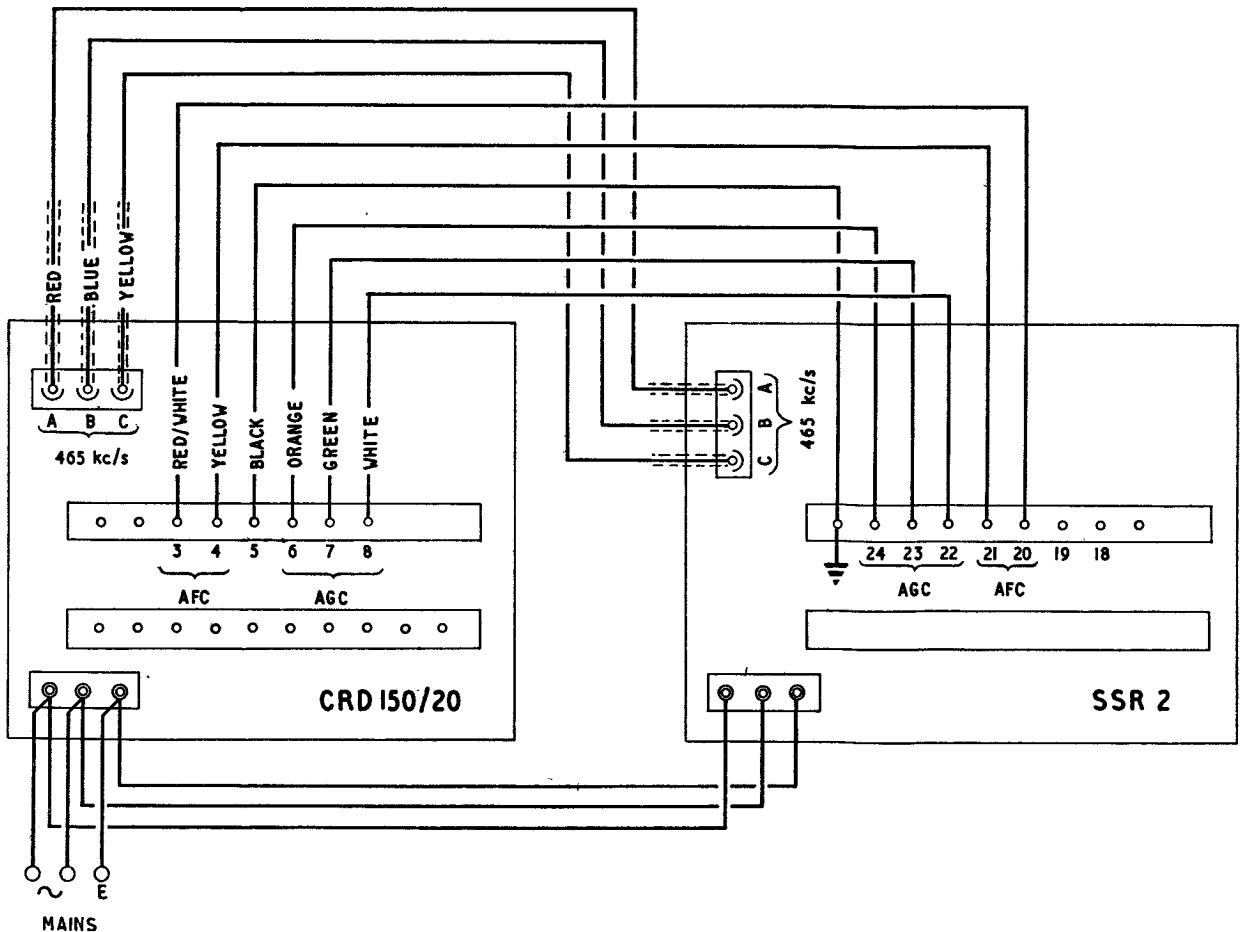 RED
BLUE
YELLOW
A B C
465 kc/s
RED/WHITE
YELLOW
BLACK
ORANGE
GREEN
WHITE
3 4 5 6 7 8
AFC AGC
CRD 150/20
A
B
C
465 kc/s
24 23 22 21 20 19 18
AGC AFC
SSR 2
~ E
MAINS